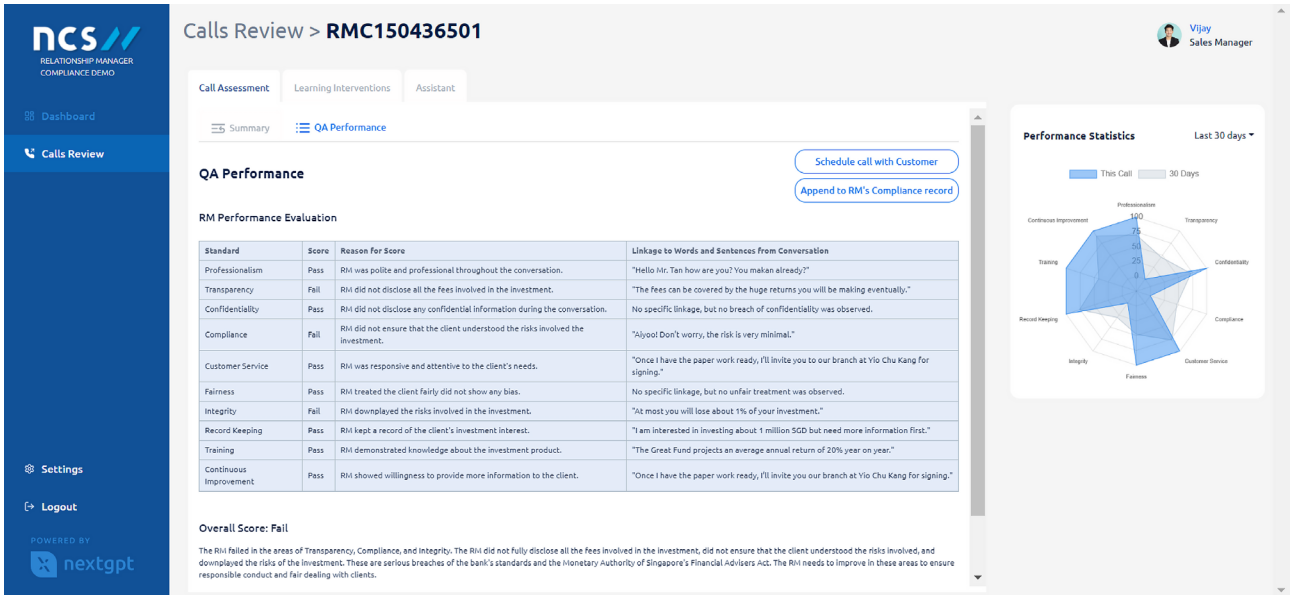 ncs
RELATIONSHIP MANAGER
COMPLIANCE DEMO
Dashboard
Calls Review
Settings
Logout
POWERED BY
nextgpt
Calls Review > RMC150436501
Vijay
Sales Manager
Call Assessment
Learning Interventions
Assistant
Summary
QA Performance
QA Performance
Schedule call with Customer
Append to RM's Compliance record
RM Performance Evaluation
Standard Score Reason for Score Linkage to Words and Sentences from Conversation
Professionalism Pass RM was polite and professional throughout the conversation. "Hello Mr. Tan how are you? You makan already?"
Transparency Fail RM did not disclose all the fees involved in the investment. "The fees can be covered by the huge returns you will be making eventually."
Confidentiality Pass RM did not disclose any confidential information during the conversation. No specific linkage, but no breach of confidentiality was observed.
Compliance Fail RM did not ensure that the client understood the risks involved the
investment. "Aiyoo! Don't worry, the risk is very minimal."
Customer Service Pass RM was responsive and attentive to the client's needs. "Once I have the paper work ready, I'll invite you to our branch at Yio Chu Kang for
signing."
Fairness Pass RM treated the client fairly did not show any bias. No specific linkage, but no unfair treatment was observed.
Integrity Fail RM downplayed the risks involved in the investment. "At most you will lose about 1% of your investment."
Record Keeping Pass RM kept a record of the client's investment interest. "I am interested in investing about 1 million SGD but need more information first."
Training Pass RM demonstrated knowledge about the investment product. "The Great Fund projects an average annual return of 20% year on year."
Continuous
Improvement Pass RM showed willingness to provide more information to the client. "Once I have the paper work ready, I'll invite you our branch at Yio Chu Kang for signing."
Overall Score: Fail
The RM failed in the areas of Transparency, Compliance, and Integrity. The RM did not fully disclose all the fees involved in the investment, did not ensure that the client understood the risks involved, and
downplayed the risks of the investment. These are serious breaches of the bank's standards and the Monetary Authority of Singapore's Financial Advisers Act. The RM needs to improve in these areas to ensure
responsible conduct and fair dealing with clients.
Performance Statistics
Last 30 days
This Call
30 Days
Professionalism
Continuous Improvement
Transparency
100
75
50
25
0
Training
Confidentiality
Record Keeping
Compliance
Integrity
Customer Service
Fairness